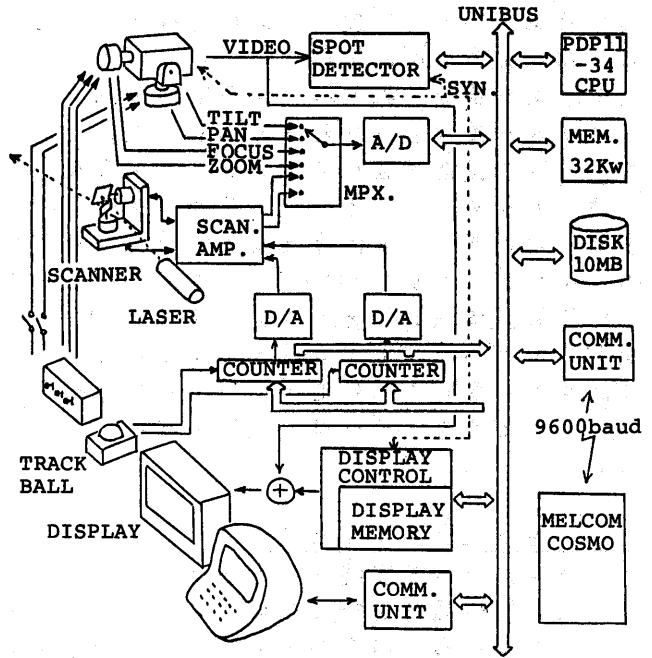 UNIBUS
VIDEO
SPOT
DETECTOR
PDP11
-34
CPU
SYN.
TILT
PAN
FOCUS
ZOOM
A/D
MEM.
32Kw
MPX.
SCAN.
AMP.
DISK
10MB
SCANNER
LASER
D/A
D/A
COMM.
UNIT
COUNTER
COUNTER
9600baud
TRACK
BALL
DISPLAY
CONTROL
DISPLAY
MEMORY
DISPLAY
MELCOM
COSMO
COMM.
UNIT
+